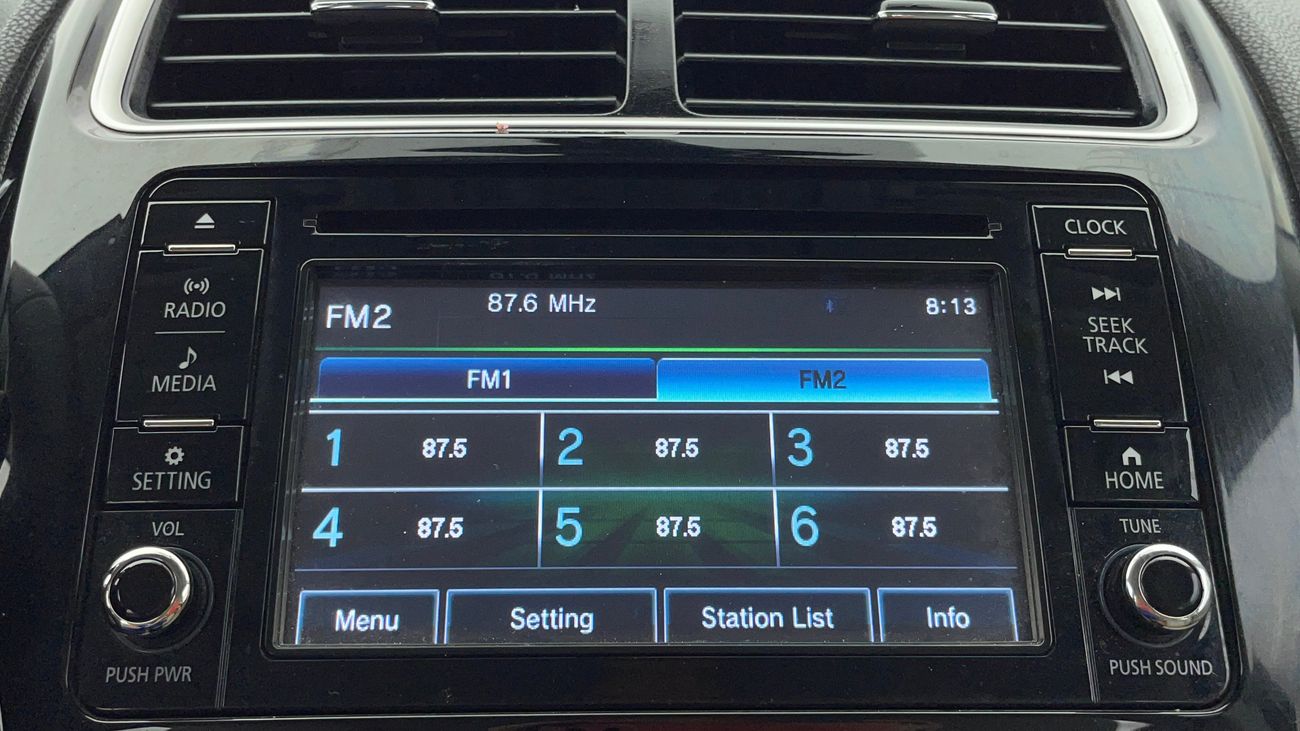 RADIO
MEDIA
SETTING
VOL
PUSH PWR
FM2 87.6 MHz 8:13
FM1 FM2
1 87.5 2 87.5 3 87.5
4 87.5 5 87.5 6 87.5
Menu Setting Station List Info
CLOCK
SEEK
TRACK
HOME
TUNE
PUSH SOUND